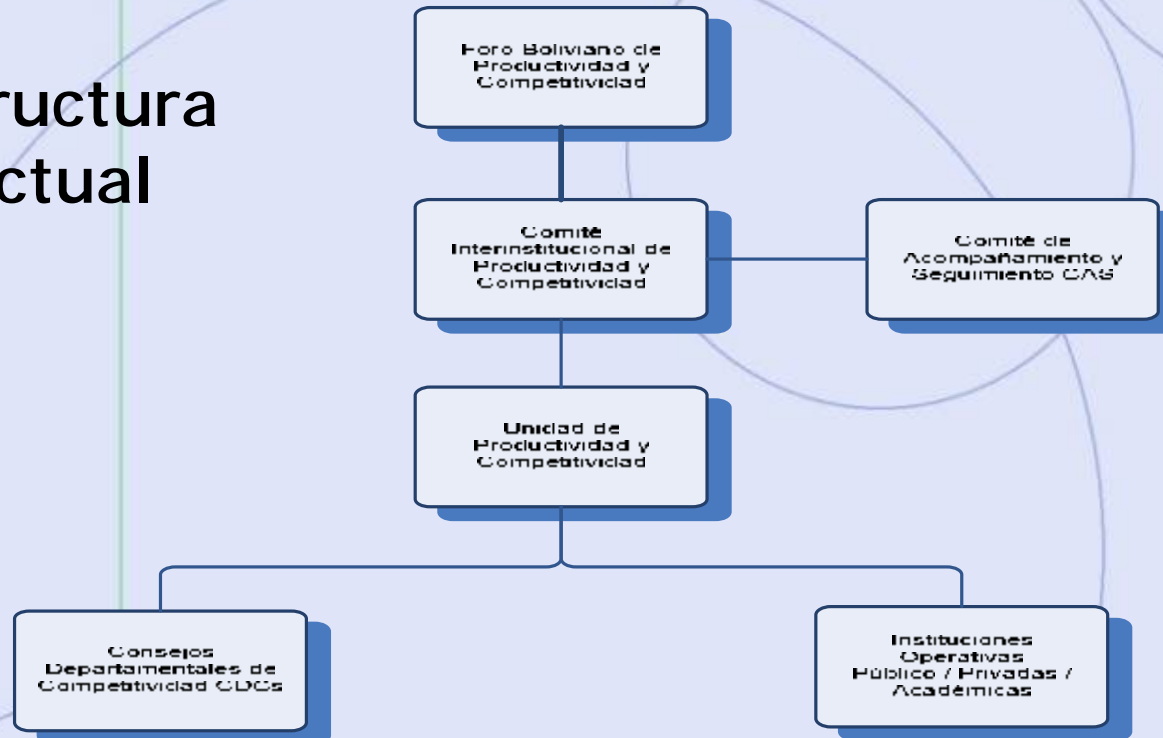 ructura
ctual
Foro Boliviano de
Productividad y
Competitividad
Comité
Interinstitucional de
Productividad y
Competitividad
Comité de
Acompañamiento y
Seguimiento CAS
Unidad de
Productividad y
Competitividad
Consejos
Departamentales de
Competitividad CDCs
Instituciones
Operativas
Público / Privadas /
Académicas